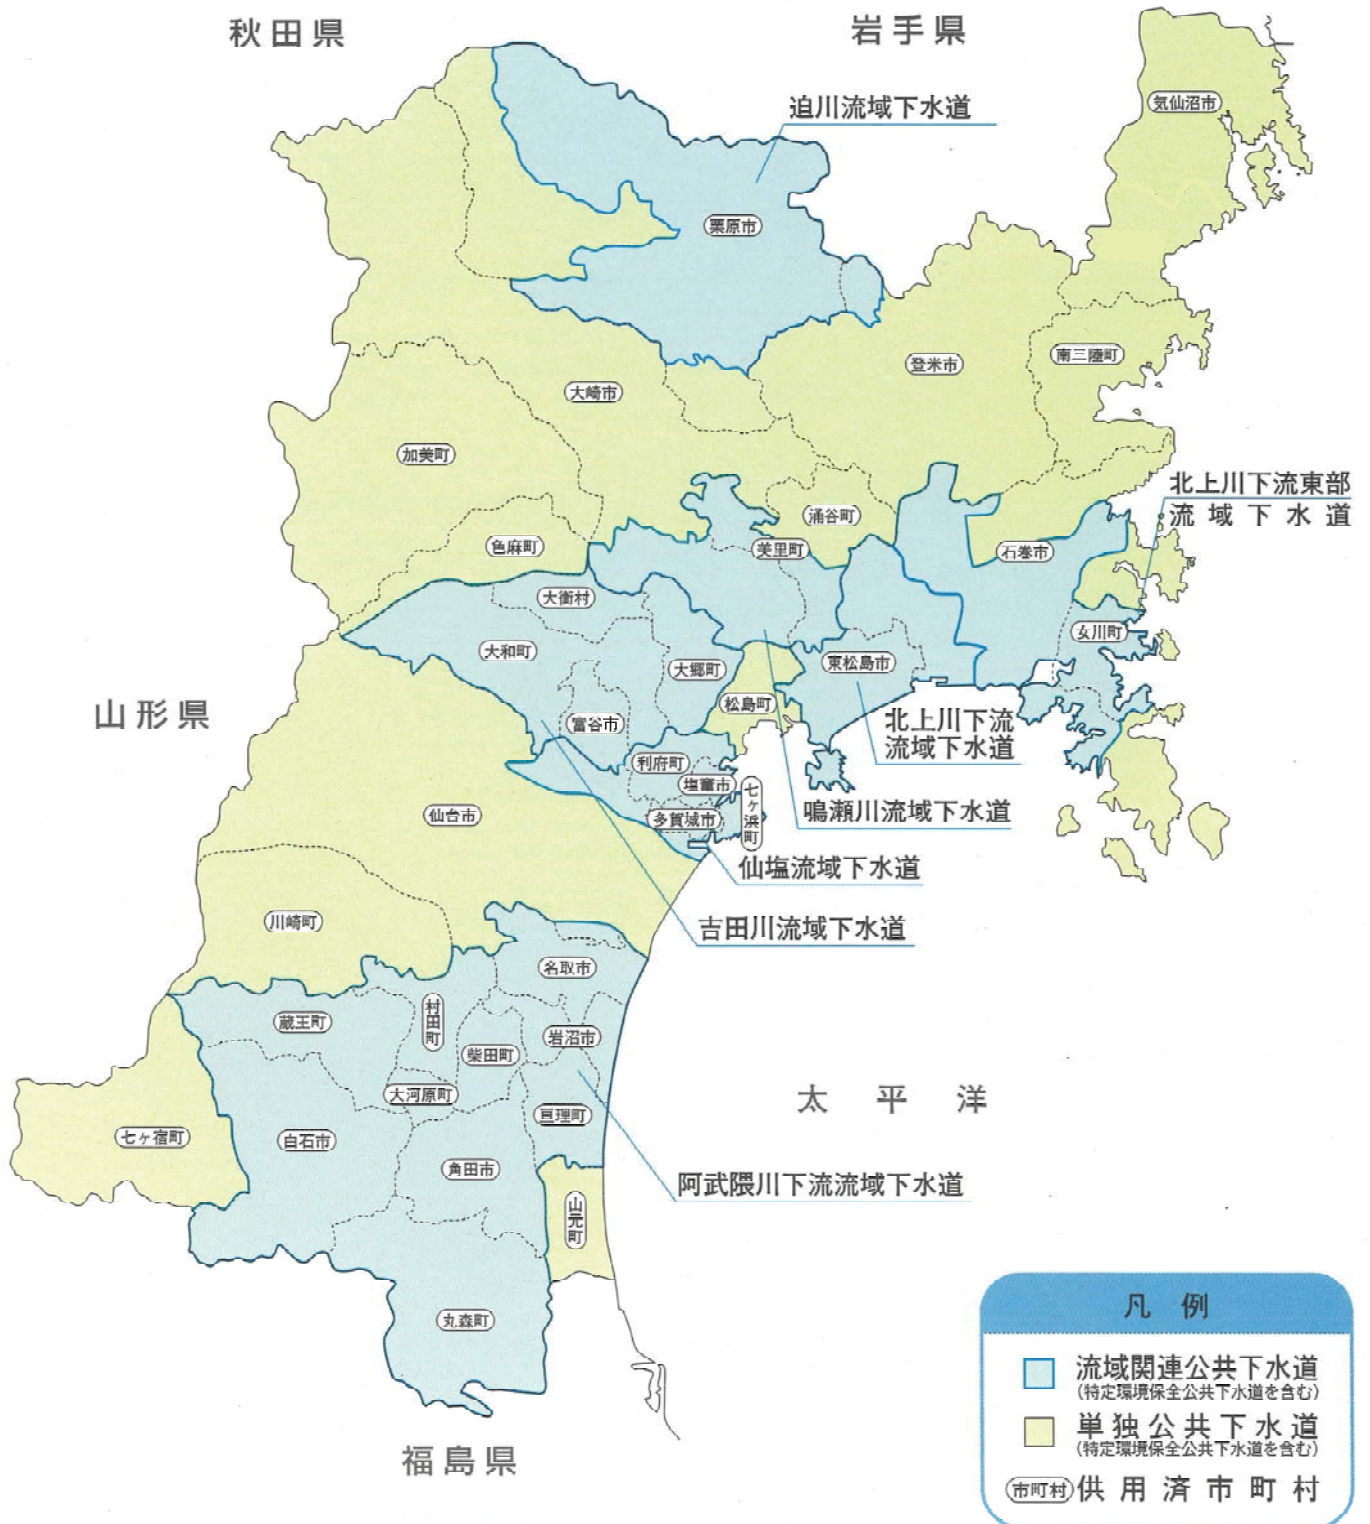 秋田県
岩手県
迫川流域下水道
気仙沼市
栗原市
登米市
南三陸町
大崎市
加美町
北上川下流東部
流域下水道
涌谷町
色麻町
美里町
石巻市
大衡村
女川町
大和町
大郷町
東松島市
松島町
山形県
富谷市
北上川下流
流域下水道
利府町
塩竈市
七ヶ浜町
仙台市
多賀城市
鳴瀬川流域下水道
仙塩流域下水道
川崎町
吉田川流域下水道
名取市
蔵王町
村田町
岩沼市
柴田町
大河原町
太平洋
亘理町
七ヶ宿町
白石市
角田市
阿武隈川下流流域下水道
山元町
丸森町
福島県
凡例
流域関連公共下水道
(特定環境保全公共下水道を含む)
単独公共下水道
(特定環境保全公共下水道を含む)
市町村 供用済市町村